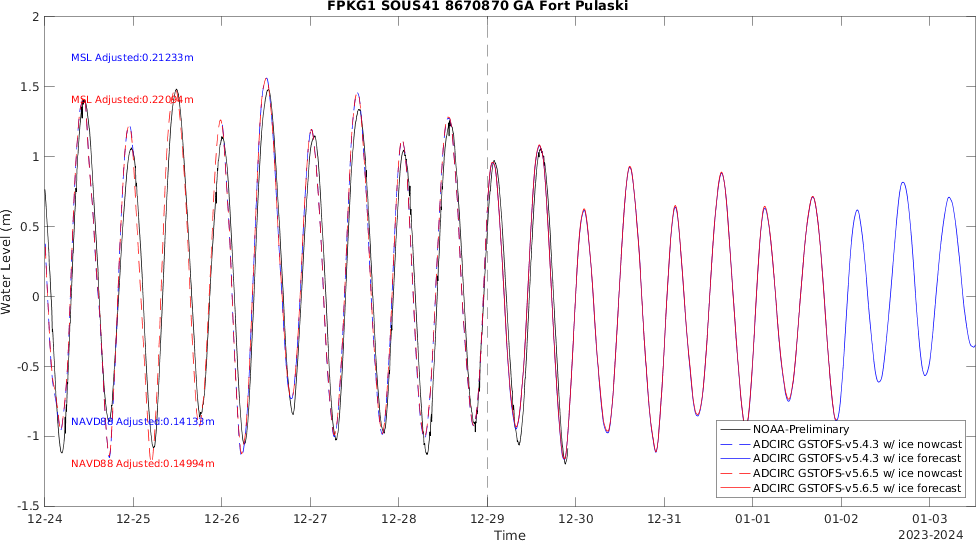 FPKG1 SOUS41 8670870 GA Fort Pulaski
2
MSL Adjusted:0.21233m
1.5
MSL Adjusted:0.22094m
1
0.5
Water Level (m)
0
-0.5
NAVD88 Adjusted:0.14133m
-1
NAVD88 Adjusted:0.14994m
-1.5
NOAA-Preliminary
ADCIRC GSTOFS-v5.4.3 w/ ice nowcast
ADCIRC GSTOFS-v5.4.3 w/ ice forecast
ADCIRC GSTOFS-v5.6.5 w/ ice nowcast
ADCIRC GSTOFS-v5.6.5 w/ ice forecast
12-24 12-25 12-26 12-27 12-28 12-29 12-30 12-31 01-01 01-02 01-03
Time
2023-2024